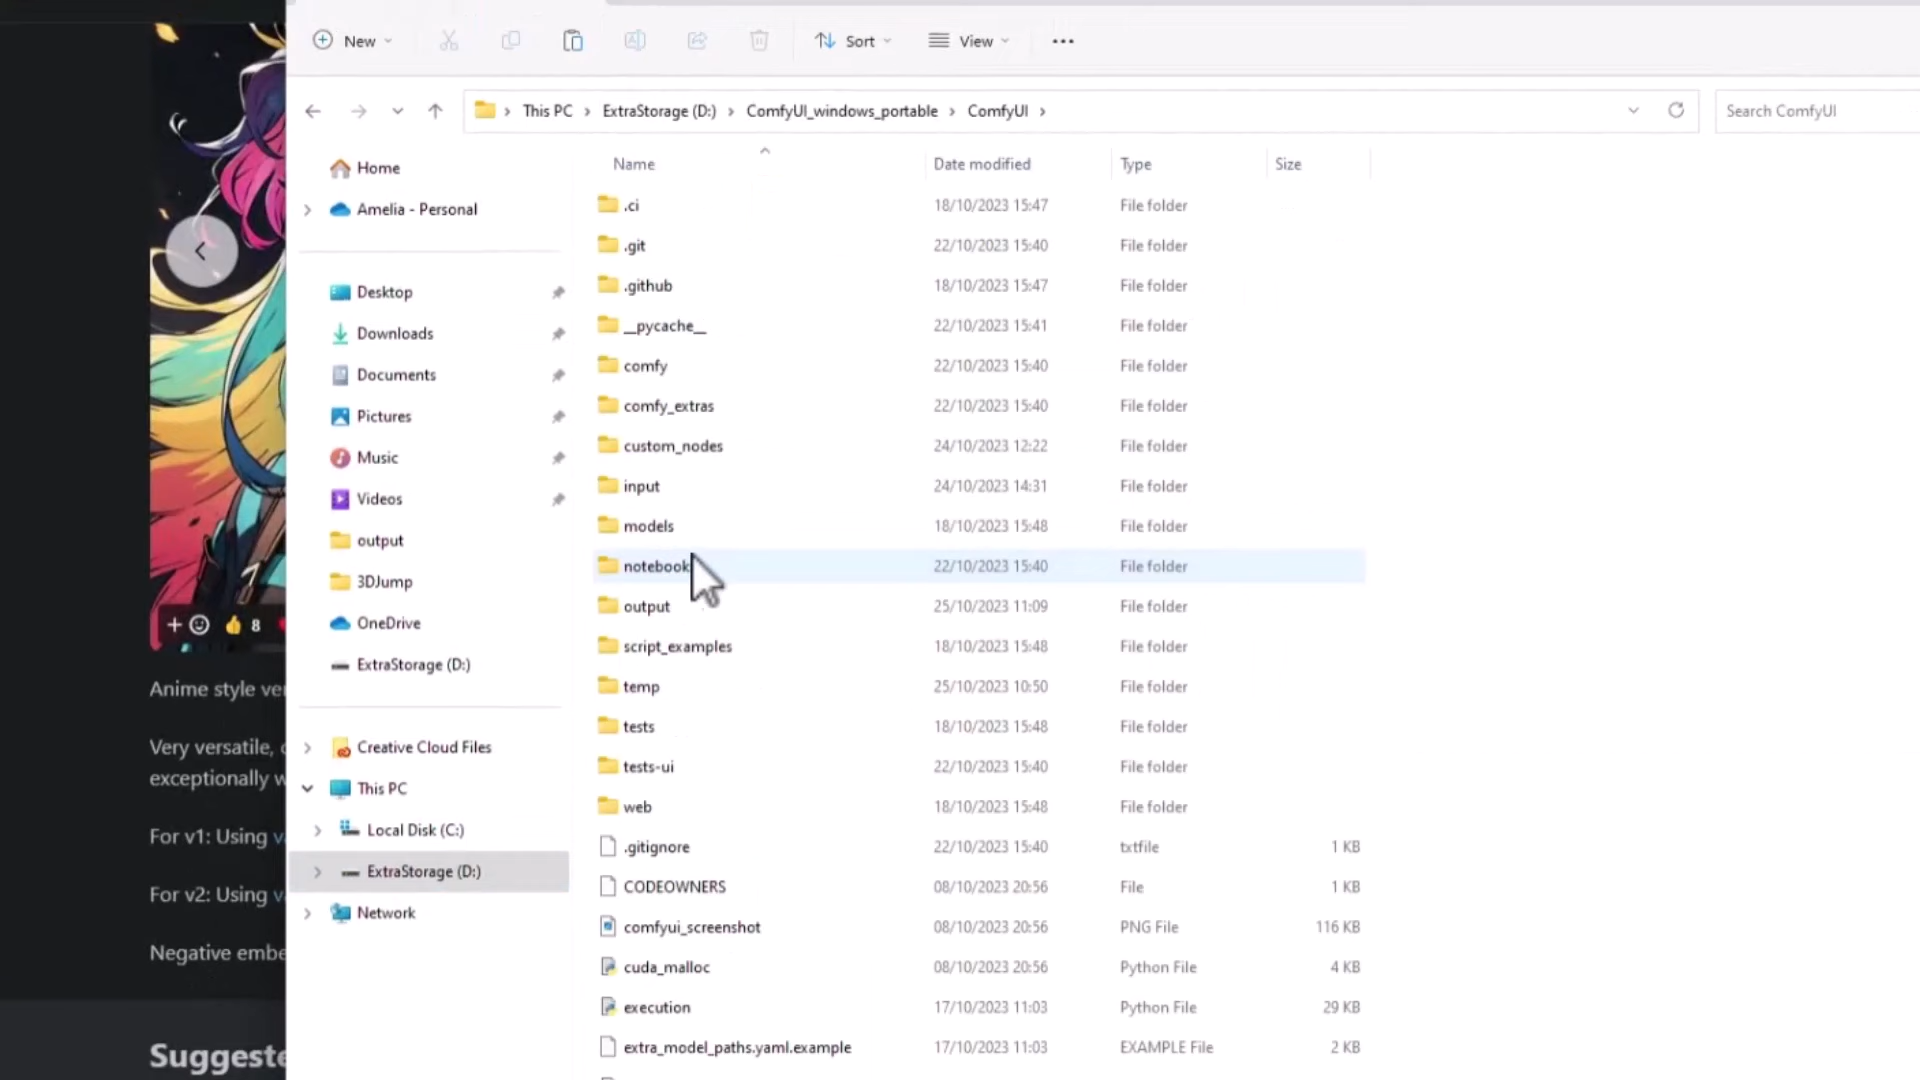 New Sort View
This PC > ExtraStorage (D:) > ComfyUI_windows_portable > ComfyUI >
Search ComfyUI
Home
Amelia - Personal
Desktop
Downloads
Documents
Pictures
Music
Videos
output
3DJump
OneDrive
ExtraStorage (D:)
Creative Cloud Files
This PC
Local Disk (C:)
ExtraStorage (D:)
Network
Name Date modified Type Size
.ci 18/10/2023 15:47 File folder
.git 22/10/2023 15:40 File folder
.github 18/10/2023 15:47 File folder
__pycache__ 22/10/2023 15:41 File folder
comfy 22/10/2023 15:40 File folder
comfy_extras 22/10/2023 15:40 File folder
custom_nodes 24/10/2023 12:22 File folder
input 24/10/2023 14:31 File folder
models 18/10/2023 15:48 File folder
notebook 22/10/2023 15:40 File folder
output 25/10/2023 11:09 File folder
script_examples 18/10/2023 15:48 File folder
temp 25/10/2023 10:50 File folder
tests 18/10/2023 15:48 File folder
tests-ui 22/10/2023 15:40 File folder
web 18/10/2023 15:48 File folder
.gitignore 22/10/2023 15:40 txtfile 1 KB
CODEOWNERS 08/10/2023 20:56 File 1 KB
comfyui_screenshot 08/10/2023 20:56 PNG File 116 KB
cuda_malloc 08/10/2023 20:56 Python File 4 KB
execution 17/10/2023 11:03 Python File 29 KB
extra_model_paths.yaml.example 17/10/2023 11:03 EXAMPLE File 2 KB
8
Anime style
Very versatile,
exceptionally
For v1: Using
For v2: Using
Negative